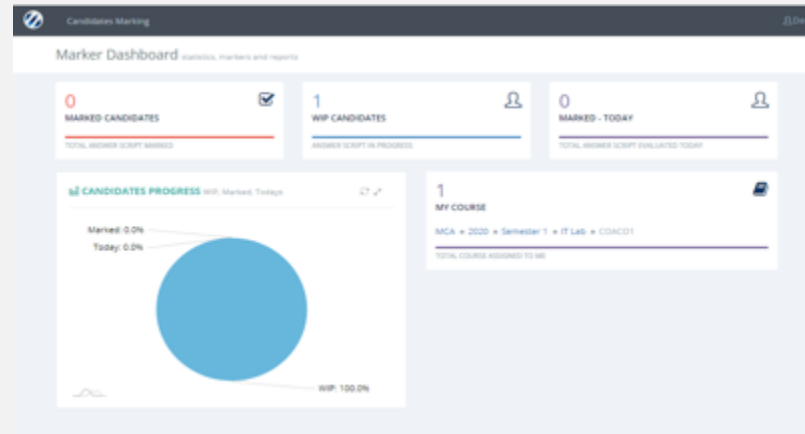 Candidates Marking
Marker Dashboard statistics, markers and reports
0
MARKED CANDIDATES
TOTAL ANSWER SCRIPT MARKED
1
WIP CANDIDATES
ANSWER SCRIPT IN PROGRESS
0
MARKED - TODAY
TOTAL ANSWER SCRIPT EVALUATED TODAY
CANDIDATES PROGRESS WIP, Marked, Todays
Marked: 0.0%
Today: 0.0%
WIP: 100.0%
1
MY COURSE
MCA 2020 Semester 1 IT Lab COACO1
TOTAL COURSE ASSIGNED TO ME